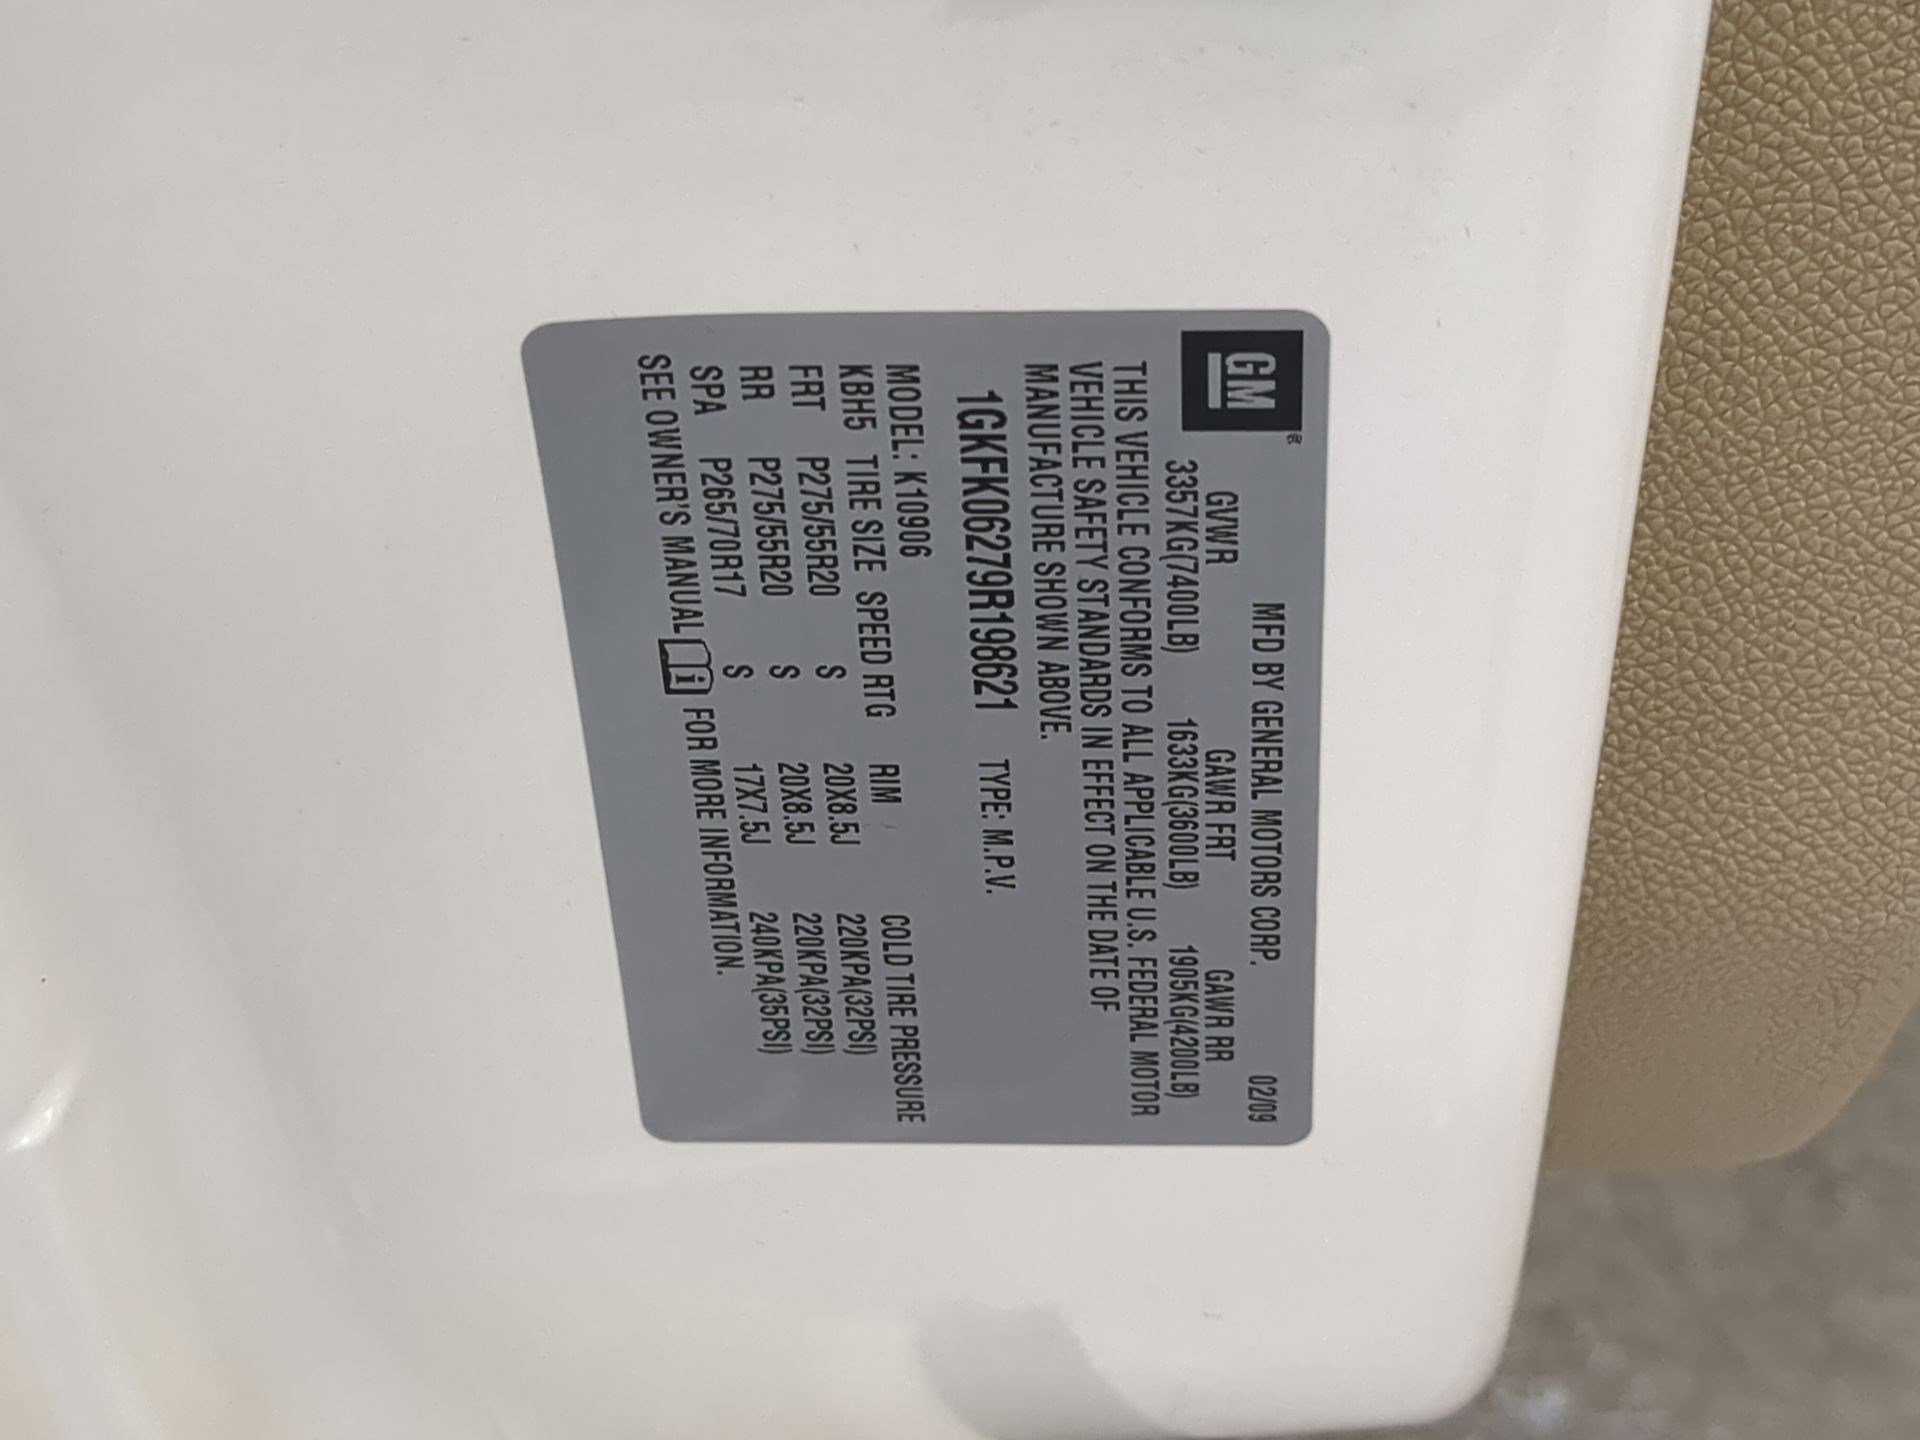 GM®
MFD BY GENERAL MOTORS CORP. 02/09
GVWR GAWR FRT GAWR RR
3357KG(7400LB) 1633KG(3600LB) 1905KG(4200LB)
THIS VEHICLE CONFORMS TO ALL APPLICABLE U.S. FEDERAL MOTOR
VEHICLE SAFETY STANDARDS IN EFFECT ON THE DATE OF
MANUFACTURE SHOWN ABOVE.
1GKFK06279R198621 TYPE: M.P.V.
MODEL: K10906
KBH5 TIRE SIZE SPEED RTG RIM COLD TIRE PRESSURE
FRT P275/55R20 S 20X8.5J 220KPA(32PSI)
RR P275/55R20 S 20X8.5J 220KPA(32PSI)
SPA P265/70R17 S 17X7.5J 240KPA(35PSI)
SEE OWNER'S MANUAL i FOR MORE INFORMATION.